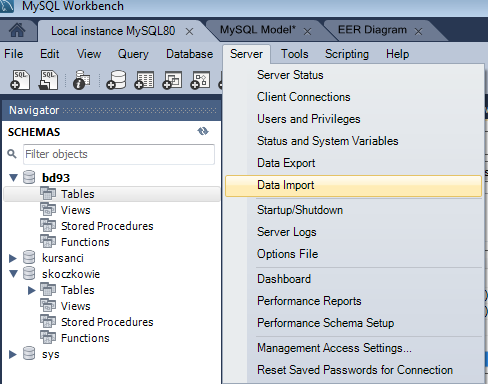 MySQL Workbench
Local instance MySQL80 × MySQL Model* × EER Diagram ×
File Edit View Query Database Server Tools Scripting Help
Navigator
SCHEMAS
Filter objects
bd93
Tables
Views
Stored Procedures
Functions
kursanci
skoczkowie
Tables
Views
Stored Procedures
Functions
sys
Server Status
Client Connections
Users and Privileges
Status and System Variables
Data Export
Data Import
Startup/Shutdown
Server Logs
Options File
Dashboard
Performance Reports
Performance Schema Setup
Management Access Settings...
Reset Saved Passwords for Connection